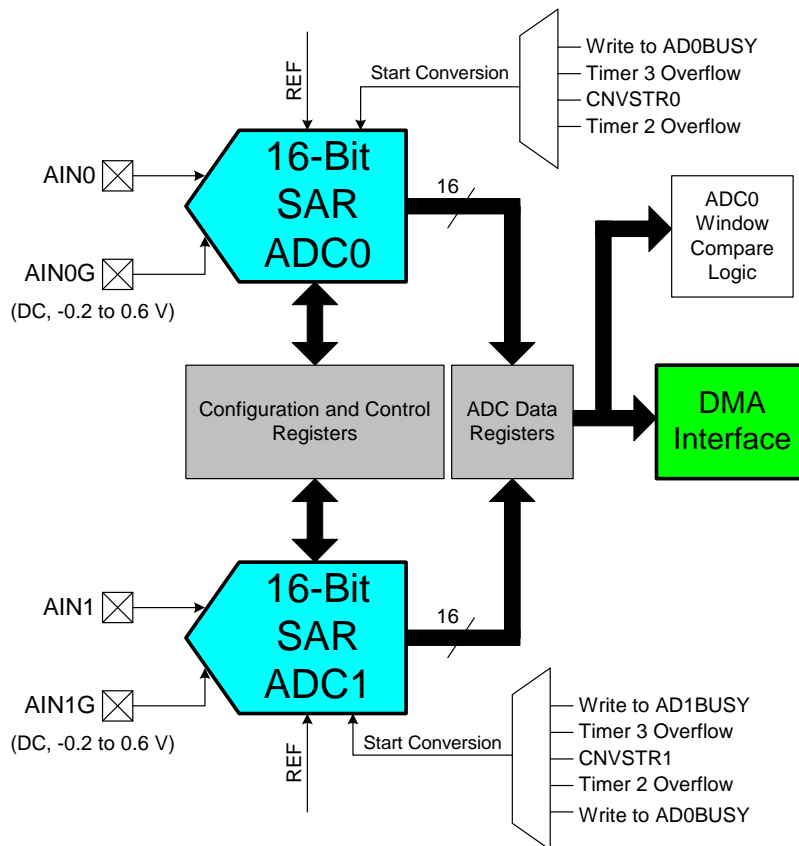 Write to AD0BUSY
Timer 3 Overflow
CNVSTR0
Timer 2 Overflow
Start Conversion
REF
AIN0
AIN0G
(DC, -0.2 to 0.6 V)
16-Bit
SAR
ADC0
16
ADC0
Window
Compare
Logic
Configuration and Control
Registers
ADC Data
Registers
DMA
Interface
AIN1
AIN1G
(DC, -0.2 to 0.6 V)
16-Bit
SAR
ADC1
16
REF
Start Conversion
Write to AD1BUSY
Timer 3 Overflow
CNVSTR1
Timer 2 Overflow
Write to AD0BUSY